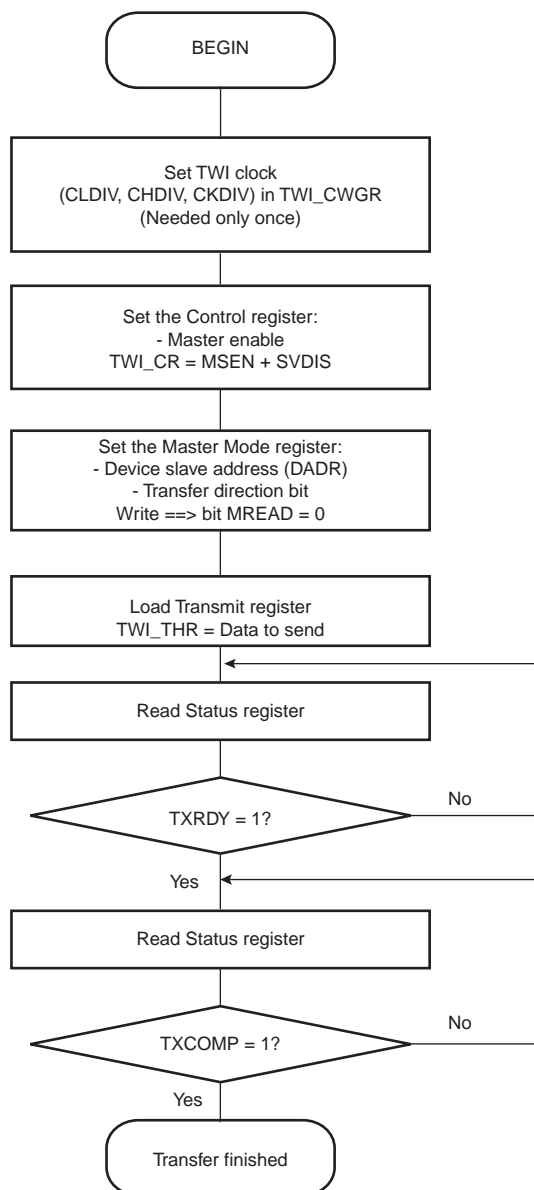 BEGIN
Set TWI clock
(CLDIV, CHDIV, CKDIV) in TWI_CWGR
(Needed only once)
Set the Control register:
- Master enable
TWI_CR = MSEN + SVDIS
Set the Master Mode register:
- Device slave address (DADR)
- Transfer direction bit
Write ==> bit MREAD = 0
Load Transmit register
TWI_THR = Data to send
Read Status register
TXRDY = 1?
No
Yes
Read Status register
TXCOMP = 1?
No
Yes
Transfer finished